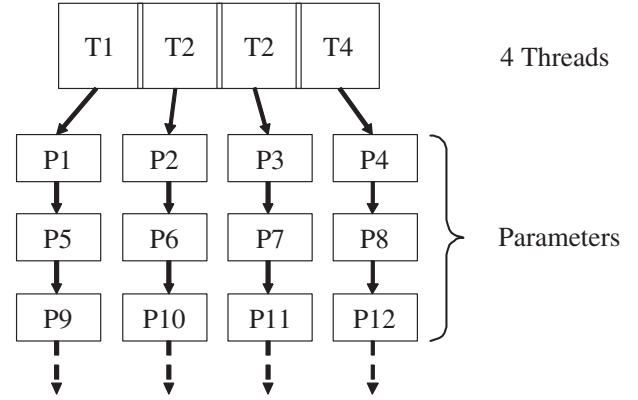 T1 T2 T2 T4
4 Threads
P1 P2 P3 P4
P5 P6 P7 P8
Parameters
P9 P10 P11 P12